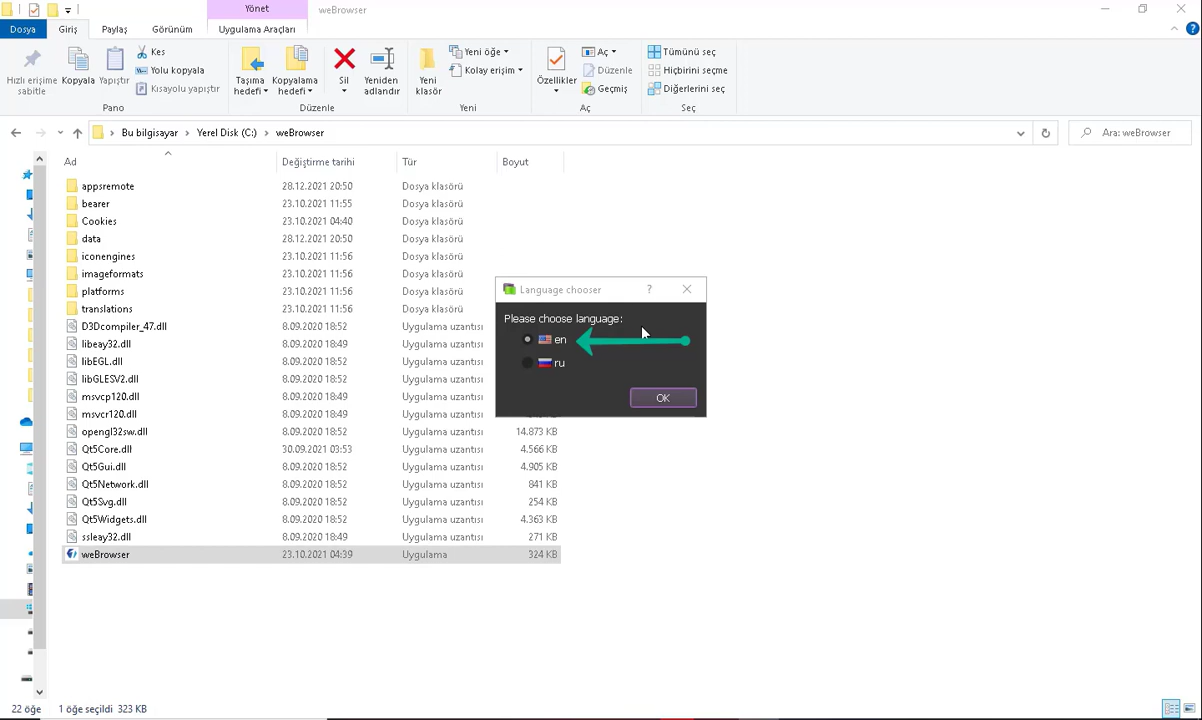 Yönet
weBrowser
Dosya
Giriş
Paylaş
Görünüm
Uygulama Araçları
Hızlı erişime sabitle
Kopyala
Yapıştır
Kes
Yolu kopyala
Kısayolu yapıştır
Taşıma hedefi
Kopyalama hedefi
Sil
Yeniden adlandır
Yeni klasör
Yeni öğe
Kolay erişim
Özellikler
Aç
Düzenle
Geçmiş
Tümünü seç
Hiçbirini seçme
Diğerlerini seç
Pano
Düzenle
Yeni
Aç
Seç
Bu bilgisayar > Yerel Disk (C:) > weBrowser
Ara: weBrowser
Ad Değiştirme tarihi Tür Boyut
appsremote 28.12.2021 20:50 Dosya klasörü
bearer 23.10.2021 11:55 Dosya klasörü
Cookies 23.10.2021 04:40 Dosya klasörü
data 28.12.2021 20:50 Dosya klasörü
iconengines 23.10.2021 11:56 Dosya klasörü
imageformats 23.10.2021 11:56 Dosya klasörü
platforms 23.10.2021 11:56 Dosya klasörü
translations 23.10.2021 11:56 Dosya klasörü
D3Dcompiler_47.dll 8.09.2020 18:52 Uygulama uzantısı
libeay32.dll 8.09.2020 18:49 Uygulama uzantısı
libEGL.dll 8.09.2020 18:52 Uygulama uzantısı
libGLESV2.dll 8.09.2020 18:52 Uygulama uzantısı
msvcp120.dll 8.09.2020 18:49 Uygulama uzantısı
msvcr120.dll 8.09.2020 18:49 Uygulama uzantısı
opengl32sw.dll 8.09.2020 18:52 Uygulama uzantısı 14.873 KB
Qt5Core.dll 30.09.2021 03:53 Uygulama uzantısı 4.566 KB
Qt5Gui.dll 8.09.2020 18:52 Uygulama uzantısı 4.905 KB
Qt5Network.dll 8.09.2020 18:52 Uygulama uzantısı 841 KB
Qt5Svg.dll 8.09.2020 18:52 Uygulama uzantısı 254 KB
Qt5Widgets.dll 8.09.2020 18:52 Uygulama uzantısı 4.363 KB
ssleay32.dll 8.09.2020 18:49 Uygulama uzantısı 271 KB
weBrowser 23.10.2021 04:39 Uygulama 324 KB
Language chooser ?
Please choose language:
en
ru
OK
22 öğe 1 öğe seçildi 323 KB